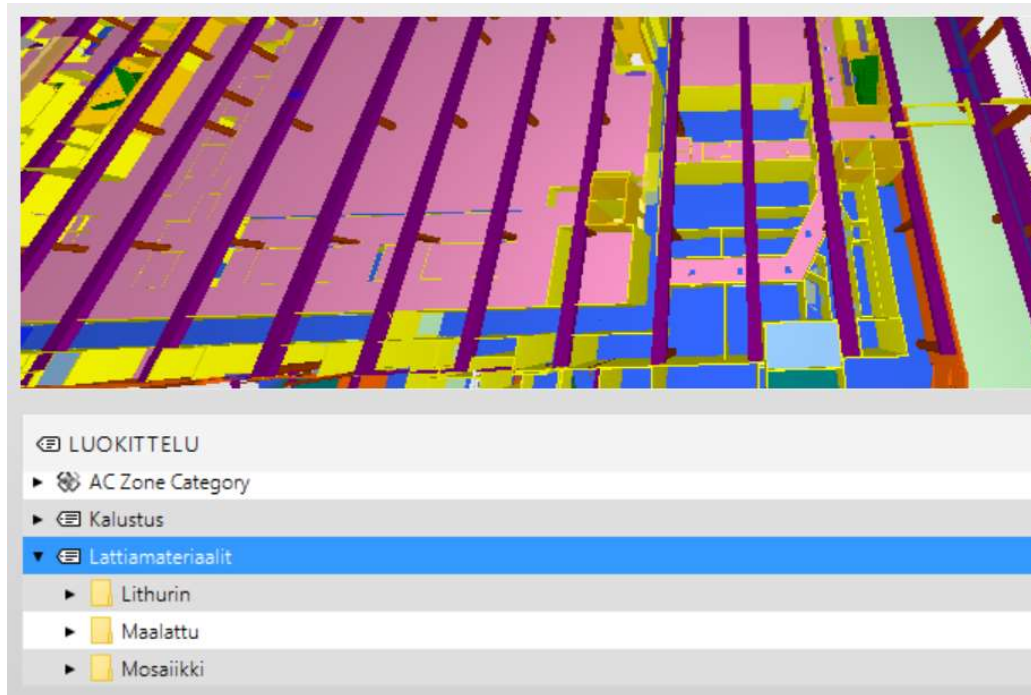 LUOKITTELU
AC Zone Category
Kalustus
Lattiamateriaalit
Lithurin
Maalattu
Mosaiikki